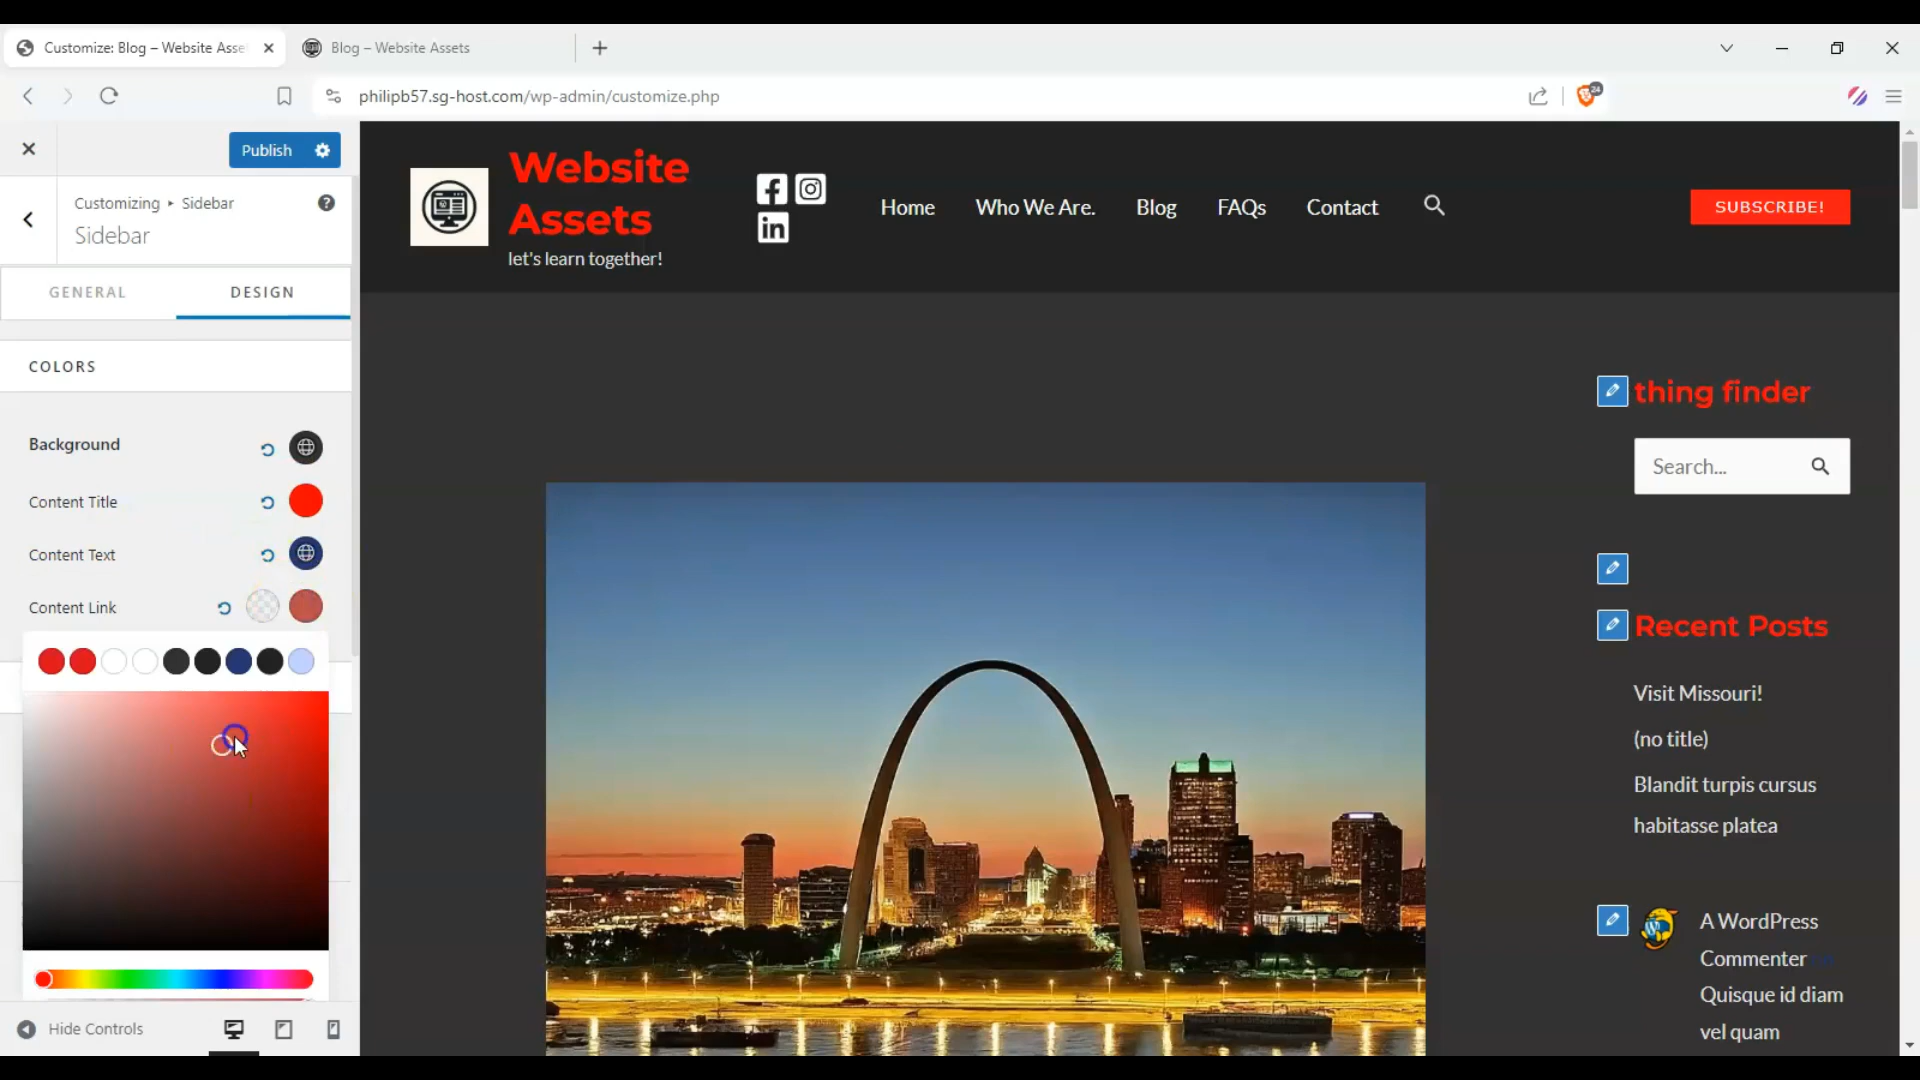 Customize: Blog – Website Asse
Blog – Website Assets
philipb57.sg-host.com/wp-admin/customize.php
24
Publish
Customizing ▸ Sidebar
Sidebar
GENERAL
DESIGN
COLORS
Background
Content Title
Content Text
Content Link
Hide Controls
Website
Assets
let's learn together!
Home
Who We Are.
Blog
FAQs
Contact
SUBSCRIBE!
thing finder
Search...
Recent Posts
Visit Missouri!
(no title)
Blandit turpis cursus
habitasse platea
A WordPress
Commenter
Quisque id diam
vel quam